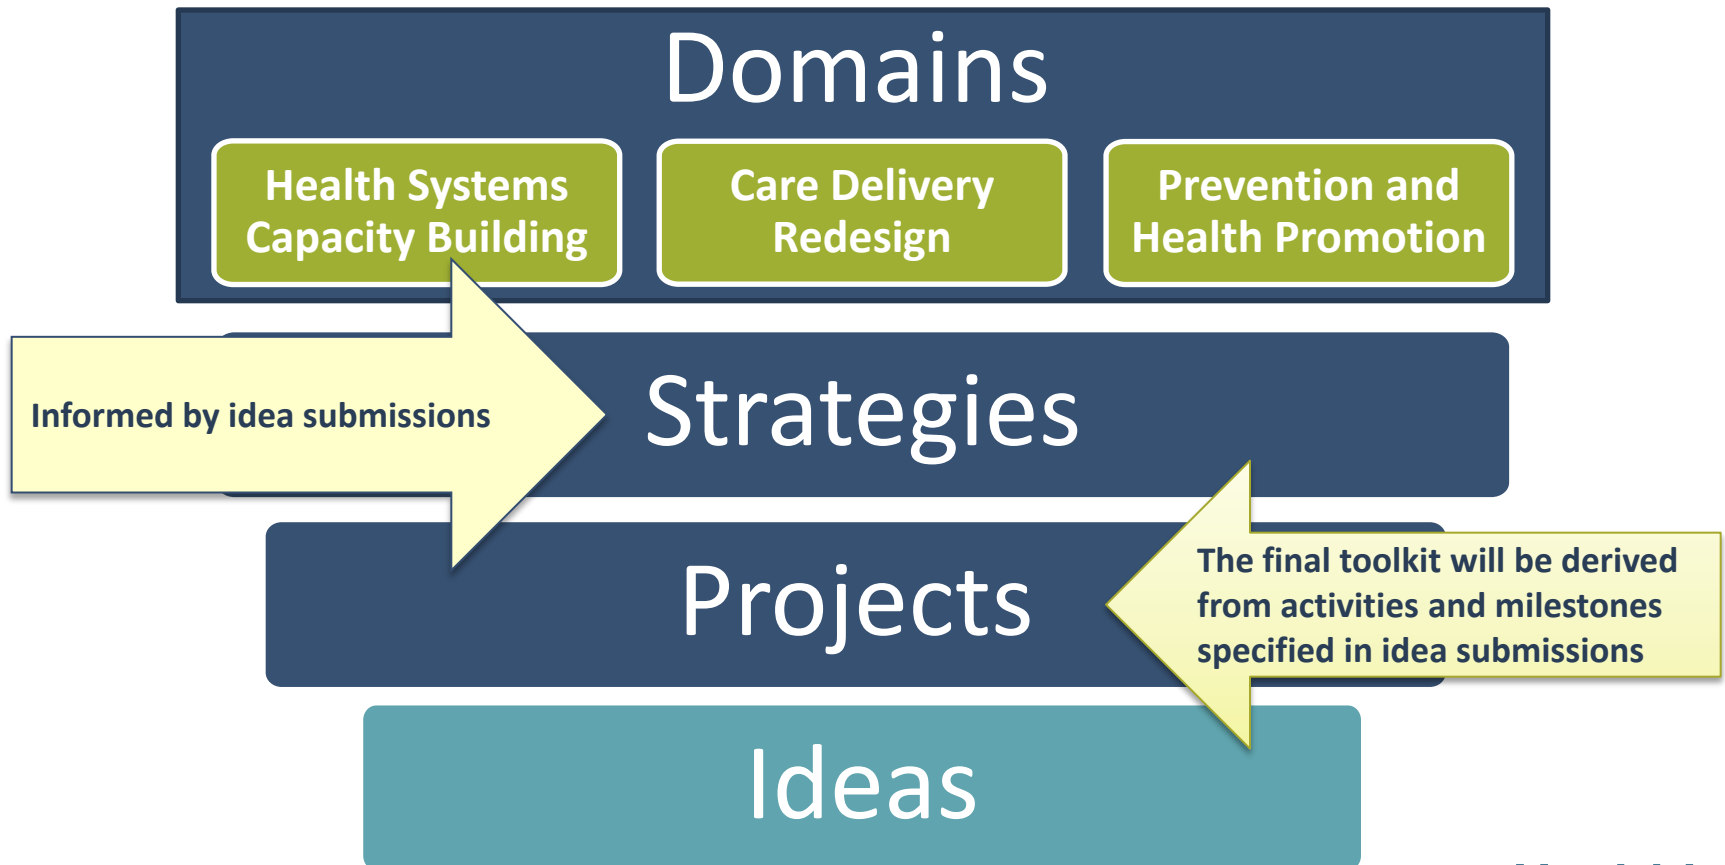 Domains
Health Systems
Capacity Building
Care Delivery
Redesign
Prevention and
Health Promotion
Informed by idea submissions
Strategies
Projects
The final toolkit will be derived
from activities and milestones
specified in idea submissions
Ideas